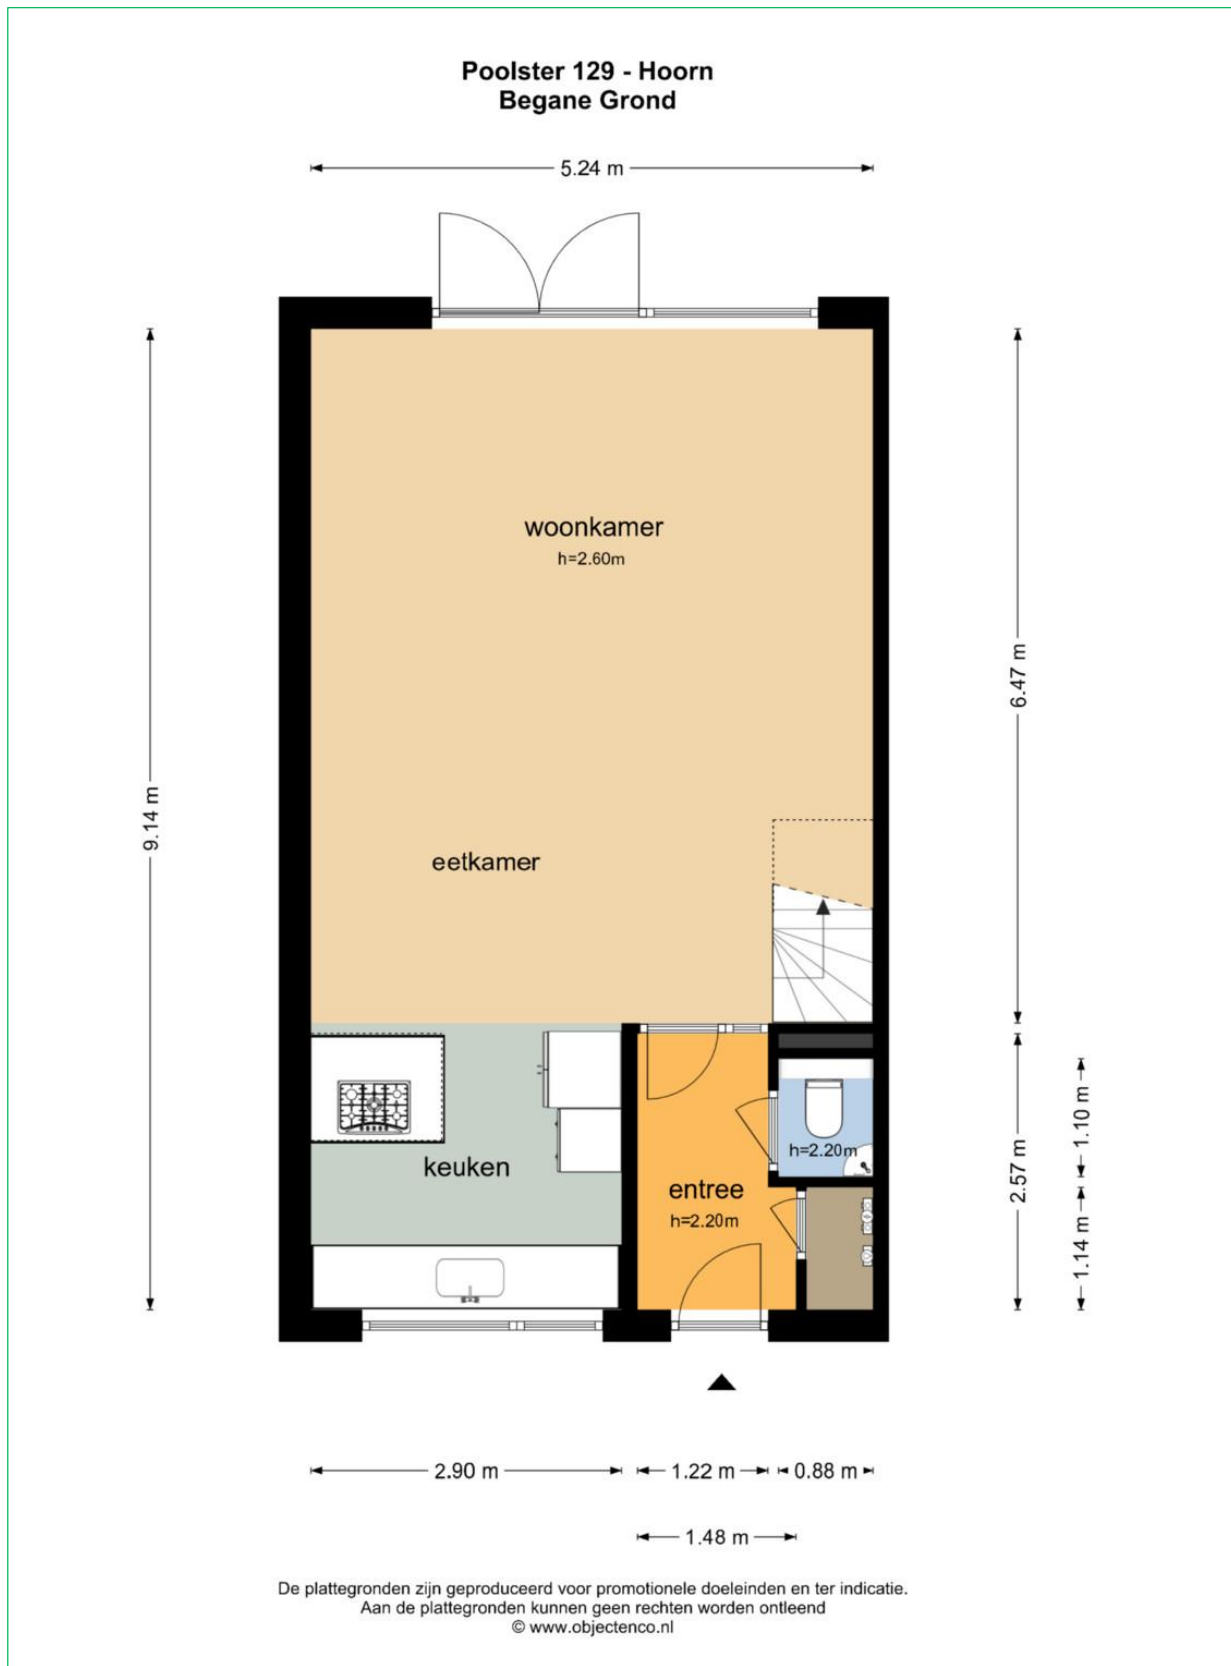 Poolster 129 - Hoorn
Begane Grond
5.24 m
woonkamer
h=2.60m
6.47 m
9.14 m
eetkamer
keuken
entree
h=2.20m
h=2.20m
2.57 m
1.10 m
1.14 m
2.90 m
1.22 m
0.88 m
1.48 m
De plattegronden zijn geproduceerd voor promotionele doeleinden en ter indicatie.
Aan de plattegronden kunnen geen rechten worden ontleend
© www.objectenco.nl